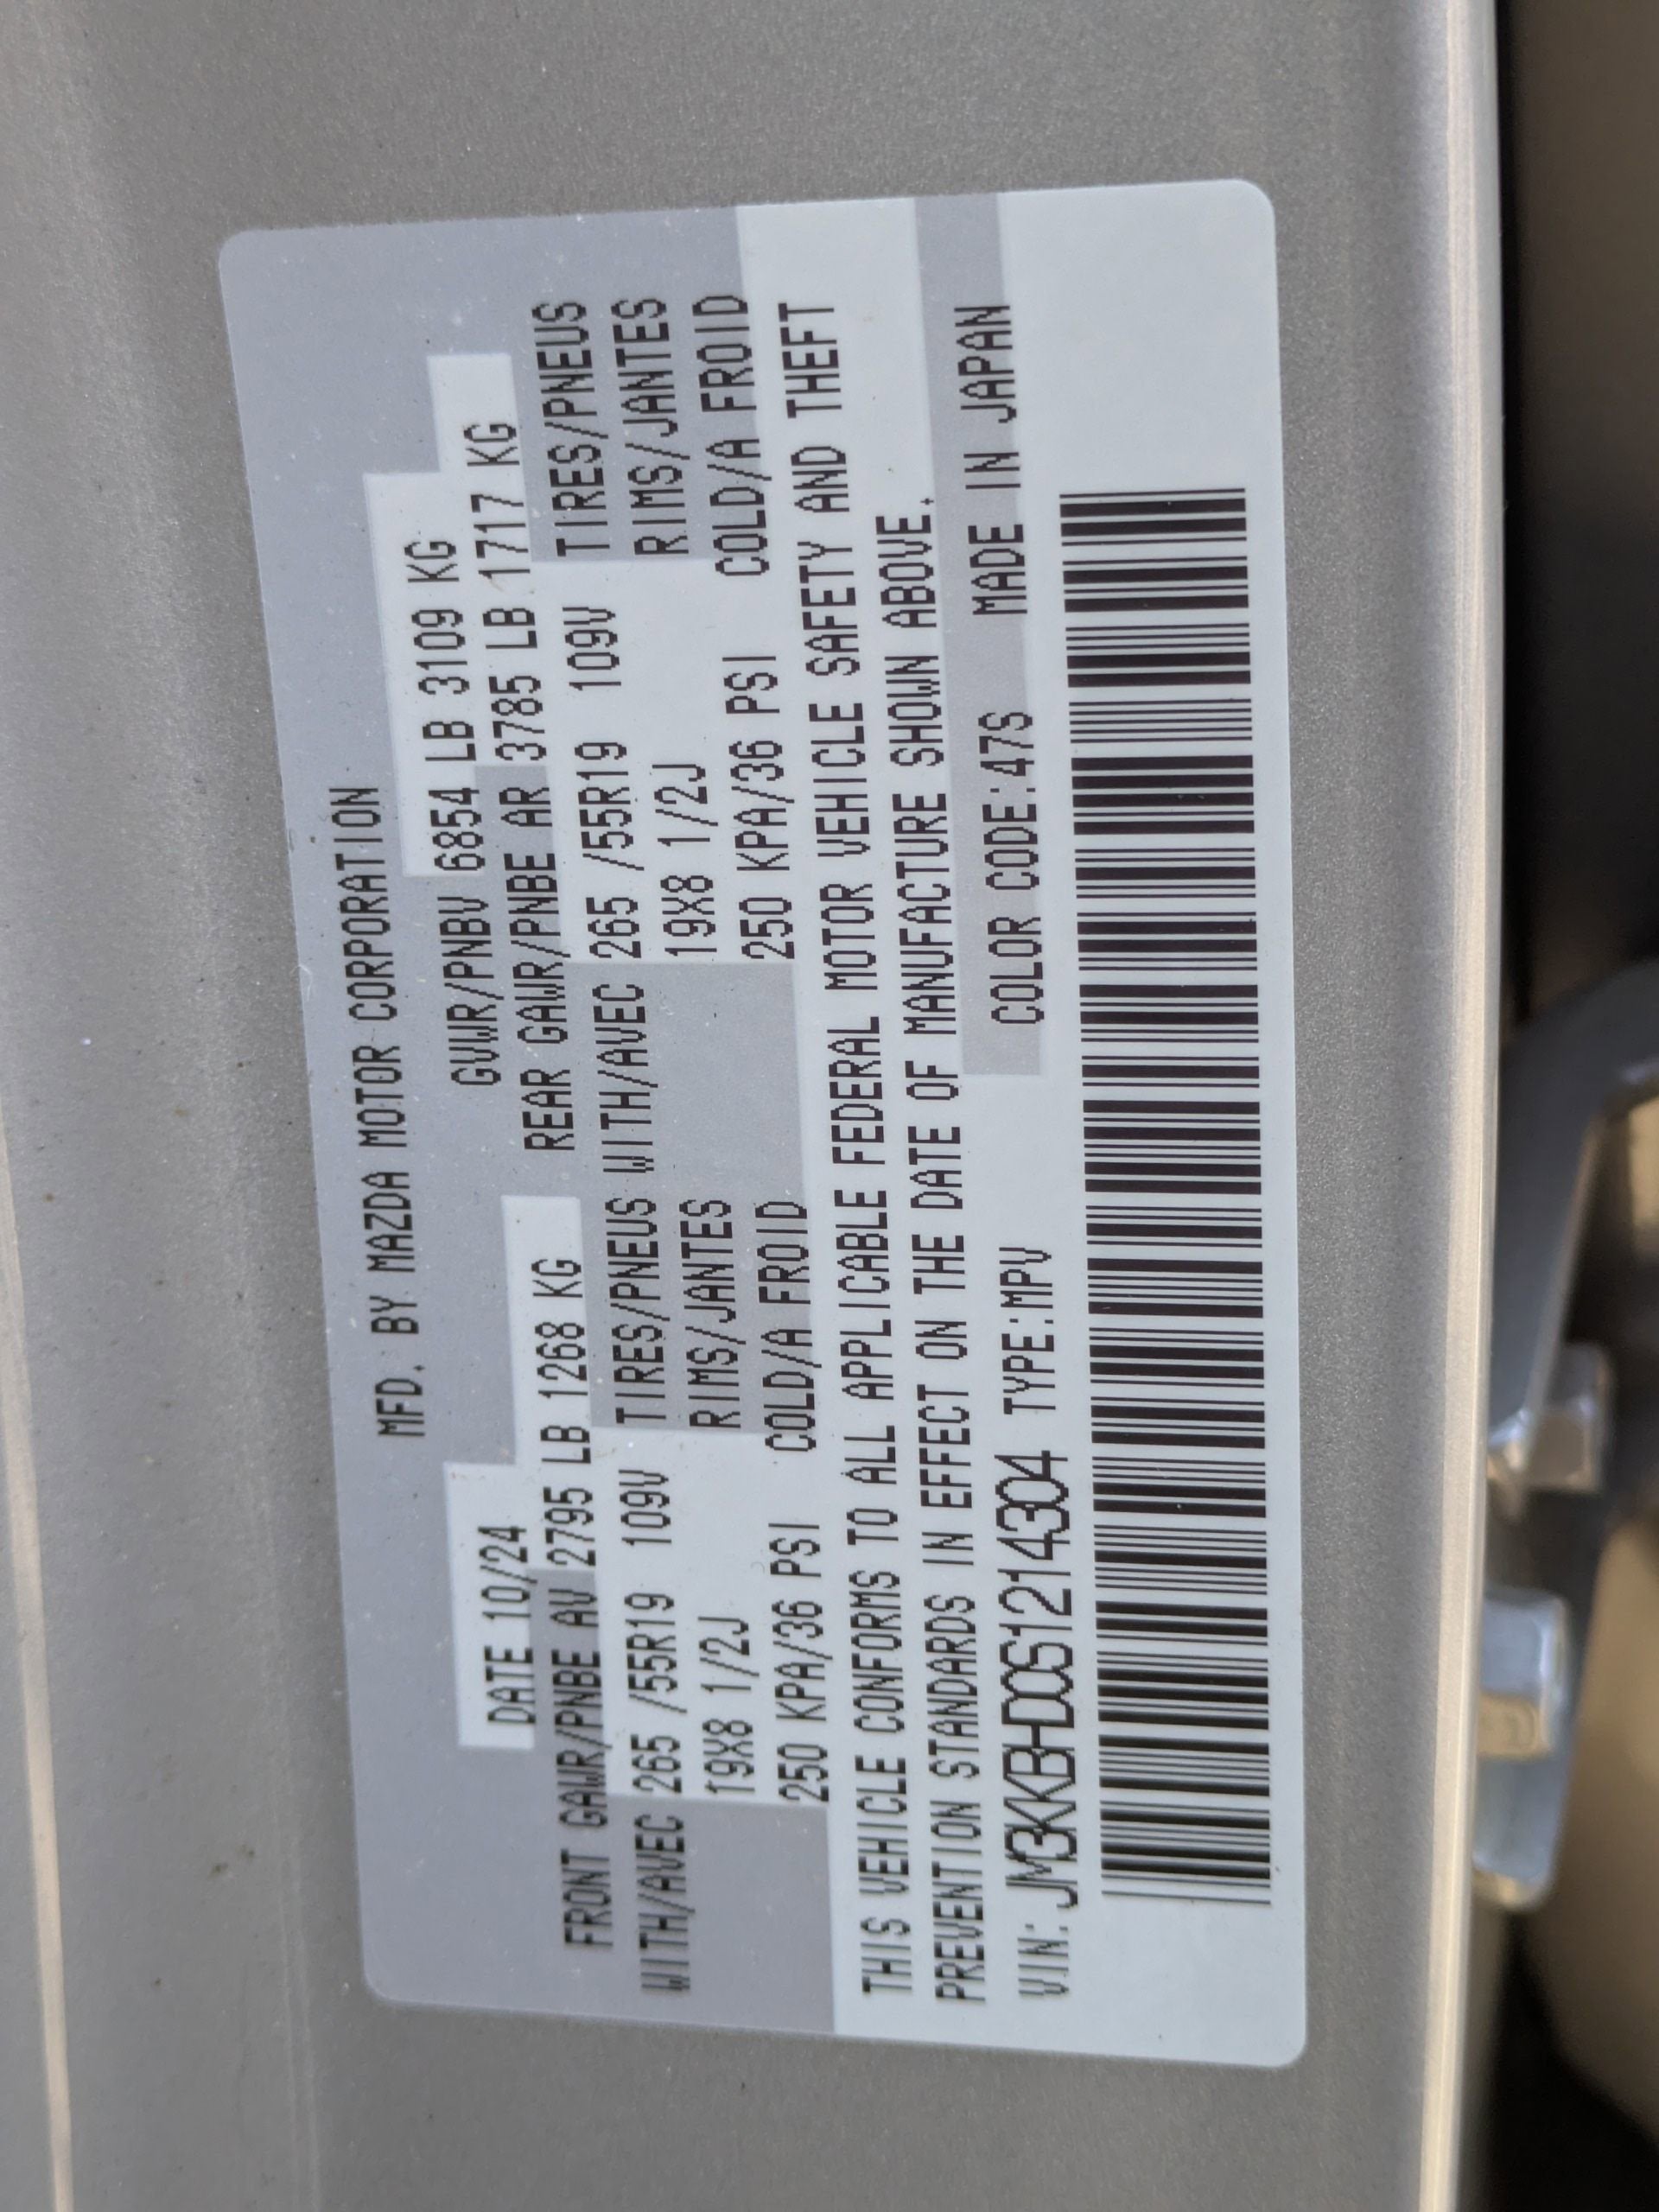 MFD. BY MAZDA MOTOR CORPORATION
DATE 10/24 GVWR/PNBV 6854 LB 3109 KG
FRONT GAWR/PNBE AV 2795 LB 1268 KG REAR GAWR/PNBE AR 3785 LB 1717 KG
WITH/AVEC 265 /55R19 109V TIRES/PNEUS WITH/AVEC 265 /55R19 109V TIRES/PNEUS
19X8 1/2J RIMS/JANTES 19X8 1/2J RIMS/JANTES
250 KPA/36 PSI COLD/A FROID 250 KPA/36 PSI COLD/A FROID
THIS VEHICLE CONFORMS TO ALL APPLICABLE FEDERAL MOTOR VEHICLE SAFETY AND THEFT
PREVENTION STANDARDS IN EFFECT ON THE DATE OF MANUFACTURE SHOWN ABOVE.
VIN: JM3KKBHD0S1214304 TYPE:MPV COLOR CODE:47S MADE IN JAPAN